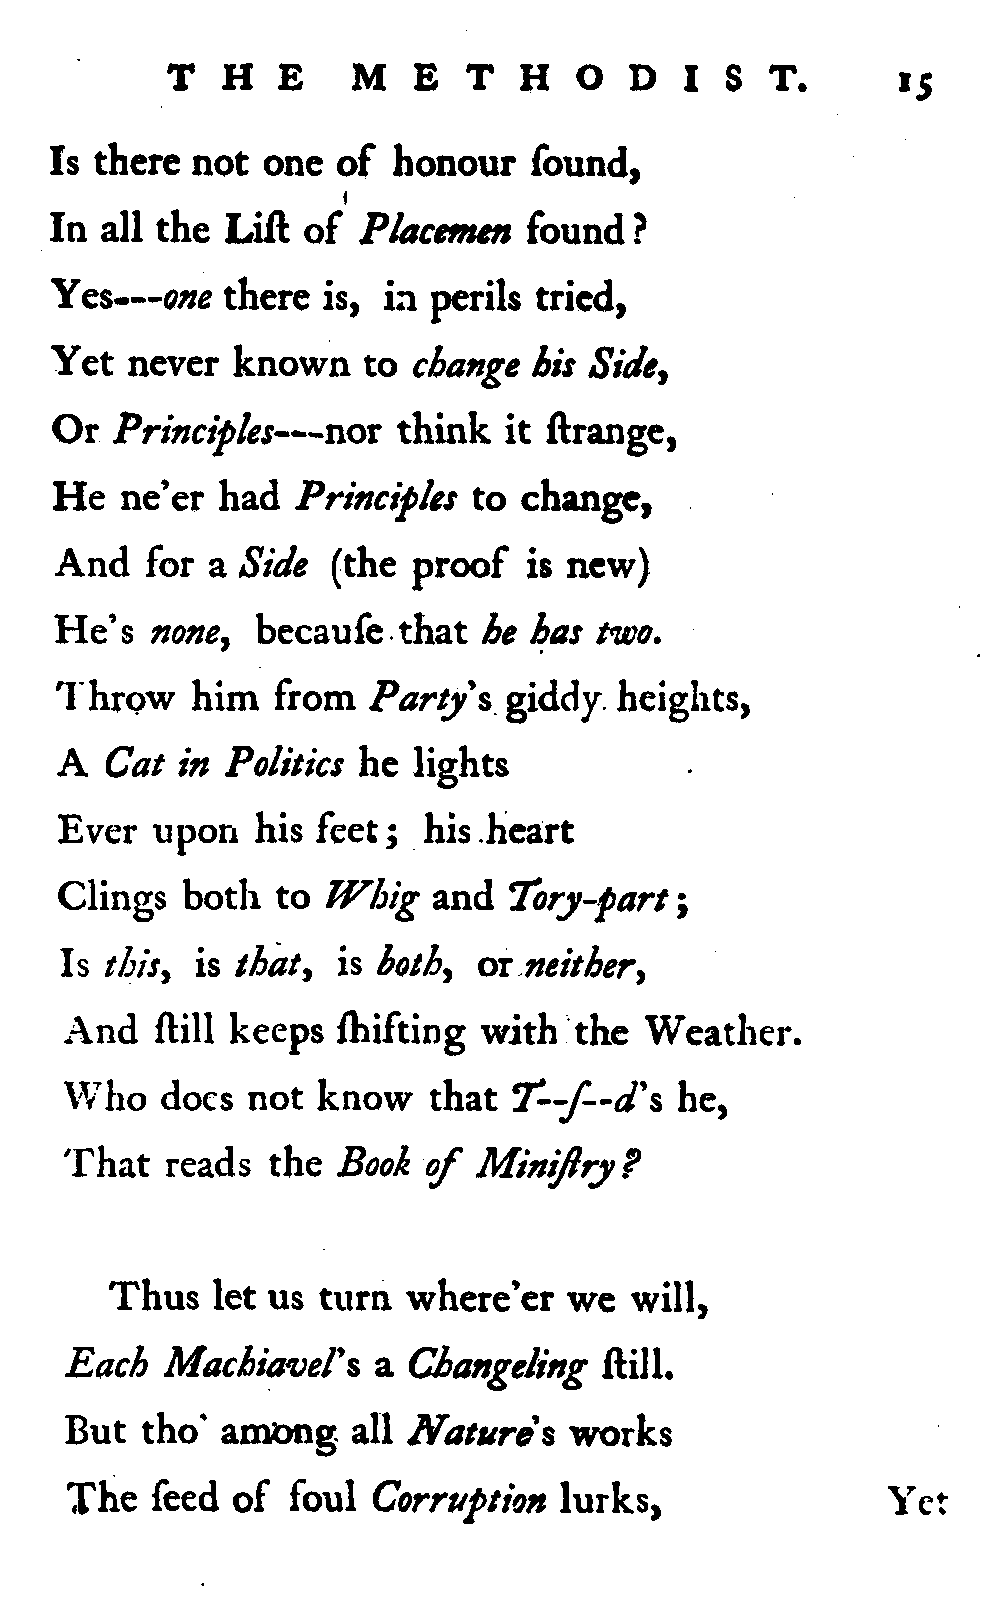 THE METHODIST. 15
Is there not one of honour ſound,
In all the Liſt of Placemen found?
Yes---one there is, in perils tried,
Yet never known to change his Side,
Or Principles---nor think it ſtrange,
He ne'er had Principles to change,
And for a Side (the proof is new)
He's none, becauſe that he has two.
Throw him from Party's giddy heights,
A Cat in Politics he lights
Ever upon his feet; his heart
Clings both to Whig and Tory-part;
Is this, is that, is both, or neither,
And ſtill keeps ſhifting with the Weather.
Who does not know that T--ſ--d's he,
That reads the Book of Miniſtry?
Thus let us turn where'er we will,
Each Machiavel's a Changeling ſtill.
But tho' among all Nature's works
The ſeed of foul Corruption lurks,
Yet